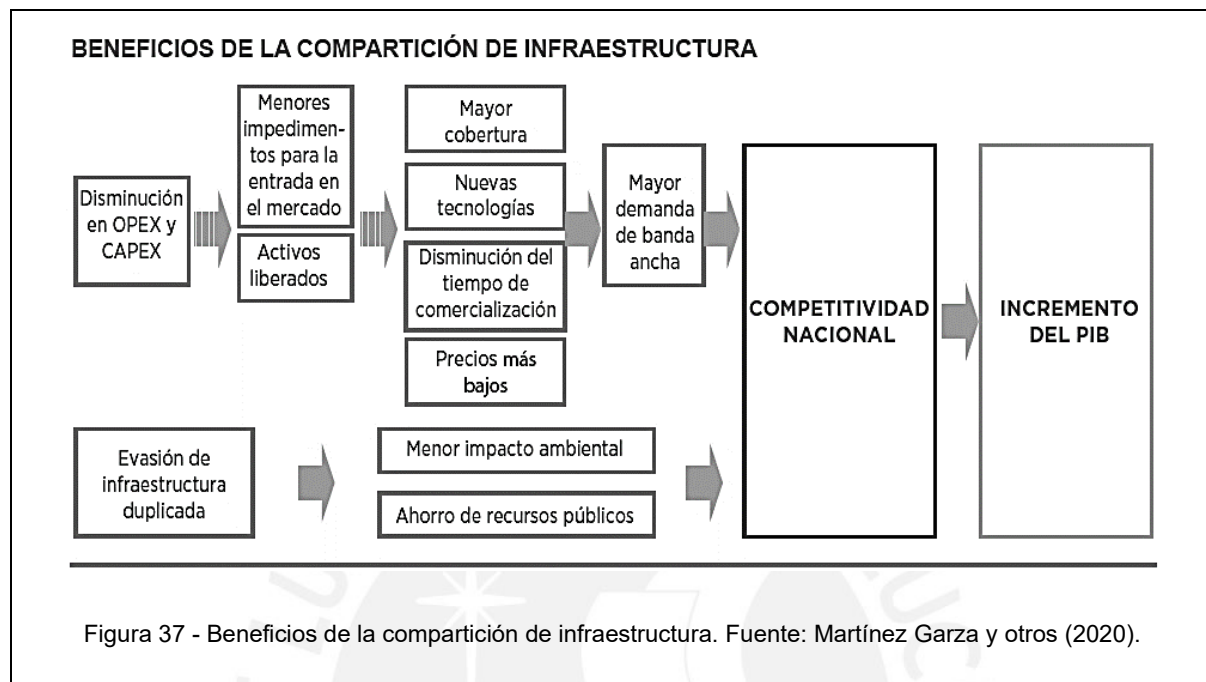 BENEFICIOS DE LA COMPARTICIÓN DE INFRAESTRUCTURA
Disminución
en OPEX y
CAPEX
Menores
impedimen-
tos para la
entrada en
el mercado
Activos
liberados
Mayor
cobertura
Nuevas
tecnologías
Disminución del
tiempo de
comercialización
Precios más
bajos
Mayor
demanda
de banda
ancha
COMPETITIVIDAD
NACIONAL
INCREMENTO
DEL PIB
Evasión de
infraestructura
duplicada
Menor impacto ambiental
Ahorro de recursos públicos
Figura 37 - Beneficios de la compartición de infraestructura. Fuente: Martínez Garza y otros (2020).